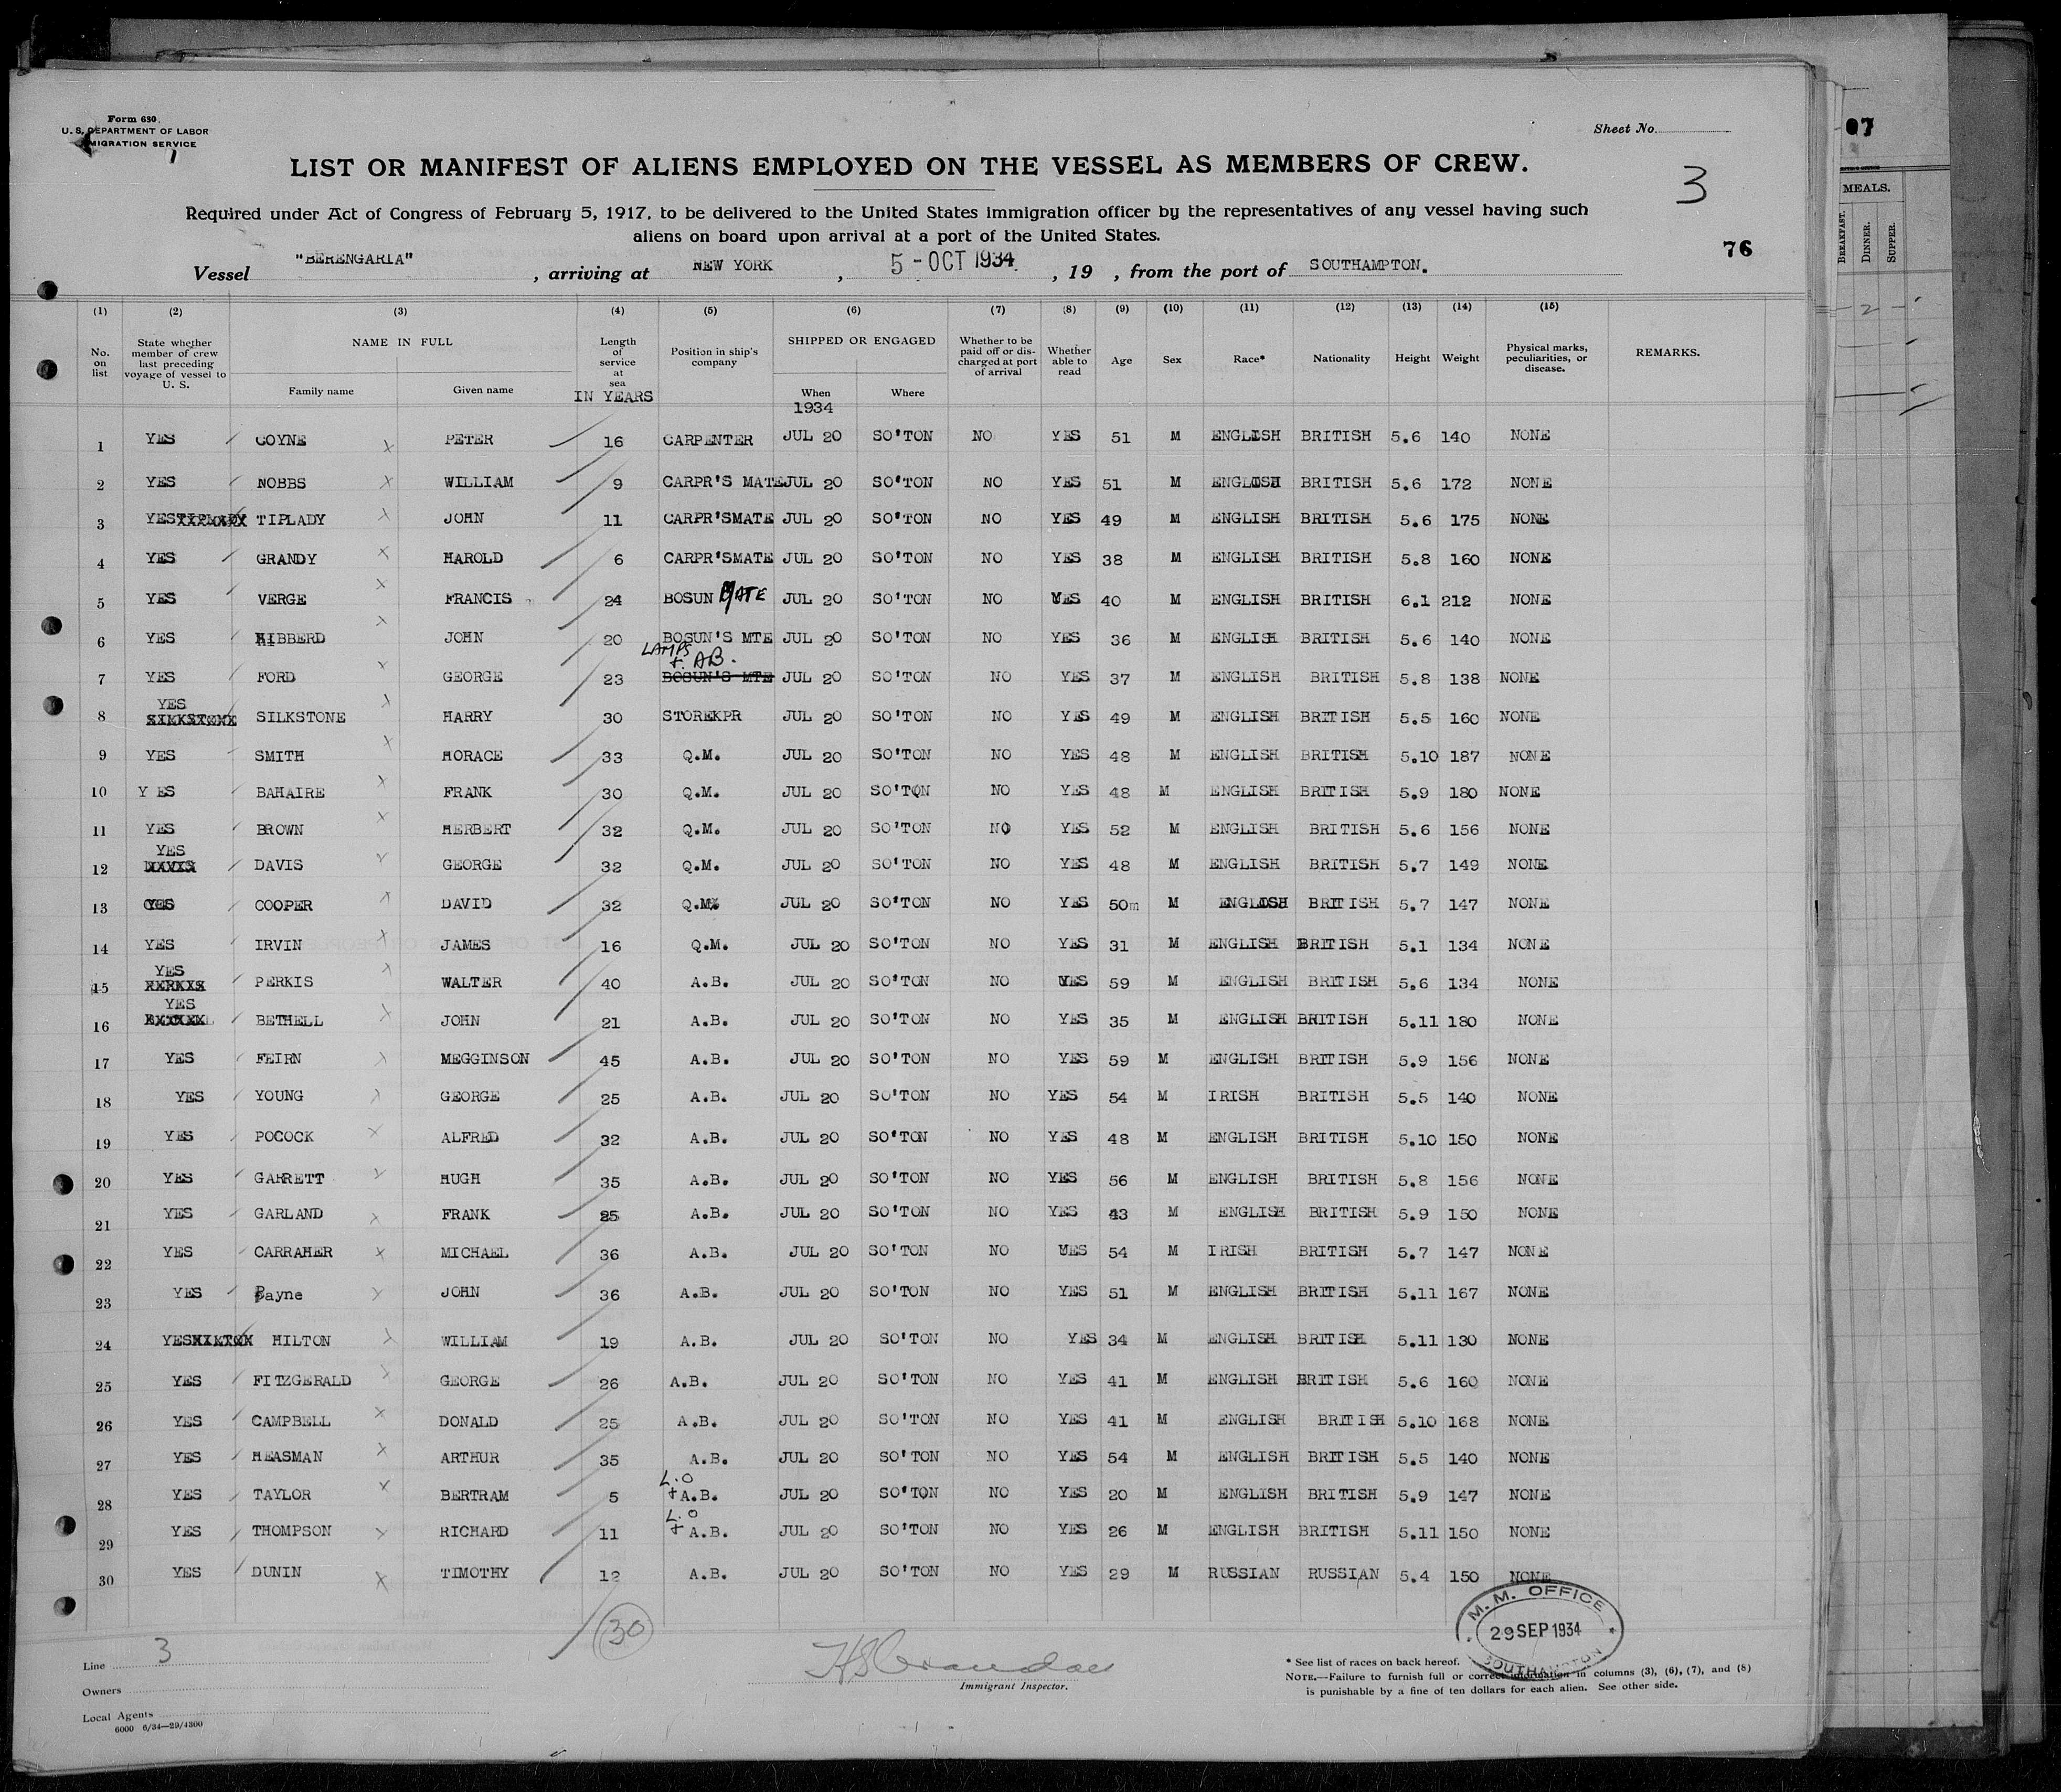 Form 630.
U. S. DEPARTMENT OF LABOR
MIGRATION SERVICE
Sheet No.
LIST OR MANIFEST OF ALIENS EMPLOYED ON THE VESSEL AS MEMBERS OF CREW.
3
07
Required under Act of Congress of February 5, 1917, to be delivered to the United States immigration officer by the representatives of any vessel having such
aliens on board upon arrival at a port of the United States.
76
Vessel "BERENGARIA" , arriving at NEW YORK , 5 - OCT 1934 , 19 , from the port of SOUTHAMPTON.
MEALS.
BREAKFAST. DINNER. SUPPER.
(1) (2) (3) (4) (5) (6) (7) (8) (9) (10) (11) (12) (13) (14) (15)
No. on list State whether member of crew last preceding voyage of vessel to U. S. NAME IN FULL Family name Given name Length of service at sea IN YEARS Position in ship's company SHIPPED OR ENGAGED When 1934 Where Whether to be paid off or discharged at port of arrival Whether able to read Age Sex Race* Nationality Height Weight Physical marks, peculiarities, or disease. REMARKS.
1 YES COYNE PETER 16 CARPENTER JUL 20 SO'TON NO YES 51 M ENGLISH BRITISH 5.6 140 NONE
2 YES NOBBS WILLIAM 9 CARPR'S MATE JUL 20 SO'TON NO YES 51 M ENGLISH BRITISH 5.6 172 NONE
3 YES TIPLADY JOHN 11 CARPR'SMATE JUL 20 SO'TON NO YES 49 M ENGLISH BRITISH 5.6 175 NONE
4 YES GRANDY HAROLD 6 CARPR'SMATE JUL 20 SO'TON NO YES 38 M ENGLISH BRITISH 5.8 160 NONE
5 YES VERGE FRANCIS 24 BOSUN MATE JUL 20 SO'TON NO YES 40 M ENGLISH BRITISH 6.1 212 NONE
6 YES HIBBERD JOHN 20 BOSUN'S MTE JUL 20 SO'TON NO YES 36 M ENGLISH BRITISH 5.6 140 NONE
LAMPS
+ AB.
7 YES FORD GEORGE 23 BOSUN'S MTE JUL 20 SO'TON NO YES 37 M ENGLISH BRITISH 5.8 138 NONE
8 YES SILKSTONE HARRY 30 STOREKPR JUL 20 SO'TON NO YES 49 M ENGLISH BRITISH 5.5 160 NONE
9 YES SMITH HORACE 33 Q.M. JUL 20 SO'TON NO YES 48 M ENGLISH BRITISH 5.10 187 NONE
10 Y ES BAHAIRE FRANK 30 Q.M. JUL 20 SO'TON NO YES 48 M ENGLISH BRITISH 5.9 180 NONE
11 YES BROWN HERBERT 32 Q.M. JUL 20 SO'TON NO YES 52 M ENGLISH BRITISH 5.6 156 NONE
12 YES DAVIS GEORGE 32 Q.M. JUL 20 SO'TON NO YES 48 M ENGLISH BRITISH 5.7 149 NONE
13 YES COOPER DAVID 32 Q.M. JUL 20 SO'TON NO YES 50m M ENGLISH BRITISH 5.7 147 NONE
14 YES IRVIN JAMES 16 Q.M. JUL 20 SO'TON NO YES 31 M ENGLISH BRITISH 5.1 134 NONE
15 YES PERKIS WALTER 40 A.B. JUL 20 SO'TON NO YES 59 M ENGLISH BRITISH 5.6 134 NONE
16 YES BETHELL JOHN 21 A.B. JUL 20 SO'TON NO YES 35 M ENGLISH BRITISH 5.11 180 NONE
17 YES FEIRN MEGGINSON 45 A.B. JUL 20 SO'TON NO YES 59 M ENGLISH BRITISH 5.9 156 NONE
18 YES YOUNG GEORGE 25 A.B. JUL 20 SO'TON NO YES 54 M IRISH BRITISH 5.5 140 NONE
19 YES POCOCK ALFRED 32 A.B. JUL 20 SO'TON NO YES 48 M ENGLISH BRITISH 5.10 150 NONE
20 YES GARRETT HUGH 35 A.B. JUL 20 SO'TON NO YES 56 M ENGLISH BRITISH 5.8 156 NONE
21 YES GARLAND FRANK 25 A.B. JUL 20 SO'TON NO YES 43 M ENGLISH BRITISH 5.9 150 NONE
22 YES CARRAHER MICHAEL 36 A.B. JUL 20 SO'TON NO UES 54 M IRISH BRITISH 5.7 147 NONE
23 YES Payne JOHN 36 A.B. JUL 20 SO'TON NO YES 51 M ENGLISH BRITISH 5.11 167 NONE
24 YES HILTON WILLIAM 19 A.B. JUL 20 SO'TON NO YES 34 M ENGLISH BRITISH 5.11 130 NONE
25 YES FITZGERALD GEORGE 26 A.B. JUL 20 SO'TON NO YES 41 M ENGLISH BRITISH 5.6 160 NONE
26 YES CAMPBELL DONALD 25 A.B. JUL 20 SO'TON NO YES 41 M ENGLISH BRITISH 5.10 168 NONE
27 YES HEASMAN ARTHUR 35 A.B. JUL 20 SO'TON NO YES 54 M ENGLISH BRITISH 5.5 140 NONE
L.O
28 YES TAYLOR BERTRAM 5 + A.B. JUL 20 SO'TON NO YES 20 M ENGLISH BRITISH 5.9 147 NONE
L.O
29 YES THOMPSON RICHARD 11 + A.B. JUL 20 SO'TON NO YES 26 M ENGLISH BRITISH 5.11 150 NONE
30 YES DUNIN TIMOTHY 12 A.B. JUL 20 SO'TON NO YES 29 M RUSSIAN RUSSIAN 5.4 150 NONE
30
M. M. OFFICE
29 SEP 1934
SOUTHAMPTON
Line 3
Owners
Local Agents
6000 6/34—29/4300
Immigrant Inspector.
* See list of races on back hereof.
NOTE.—Failure to furnish full or correct information in columns (3), (6), (7), and (8)
is punishable by a fine of ten dollars for each alien. See other side.